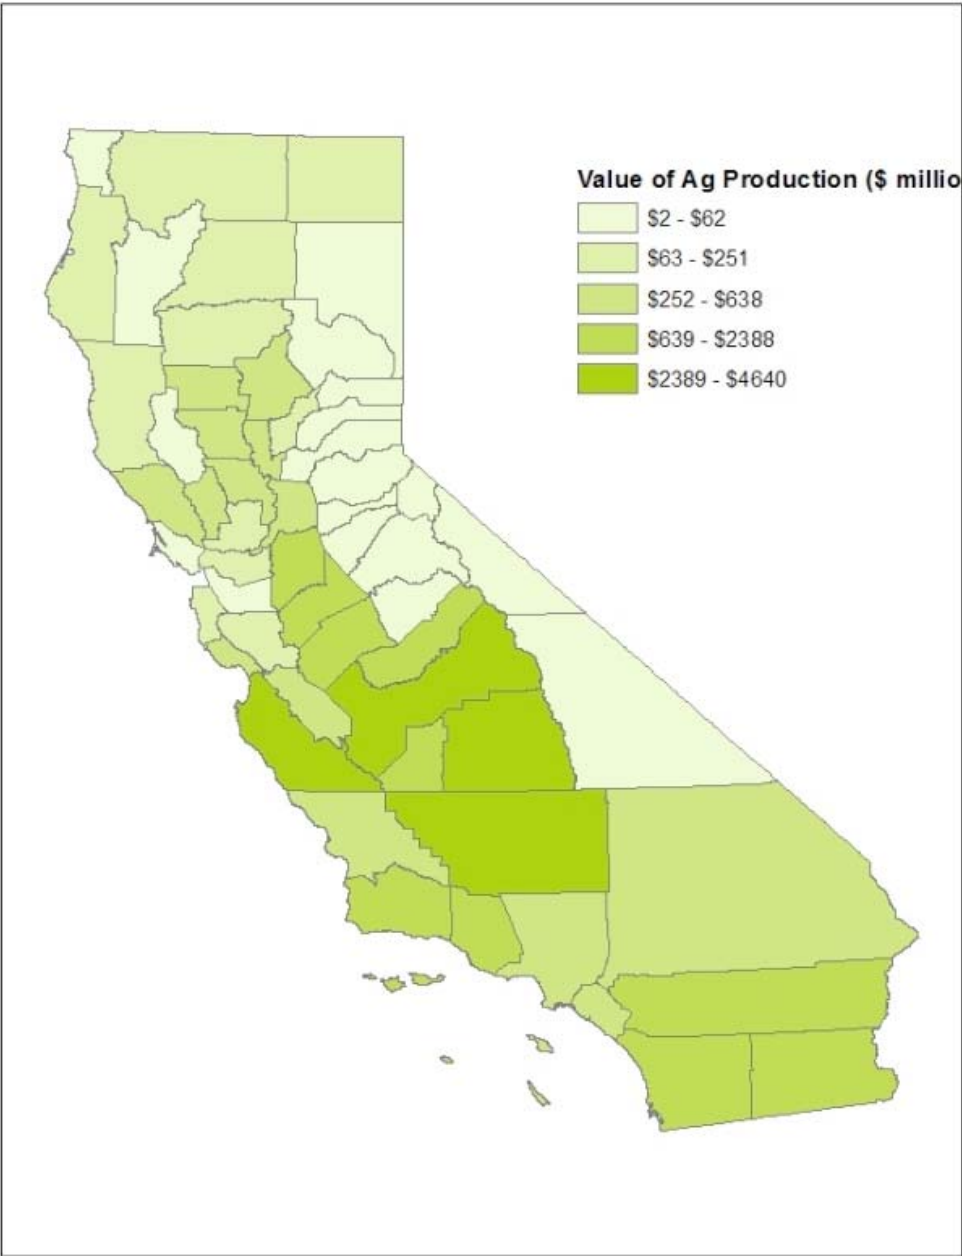 Value of Ag Production ($ millio
$2 - $62
$63 - $251
$252 - $638
$639 - $2388
$2389 - $4640